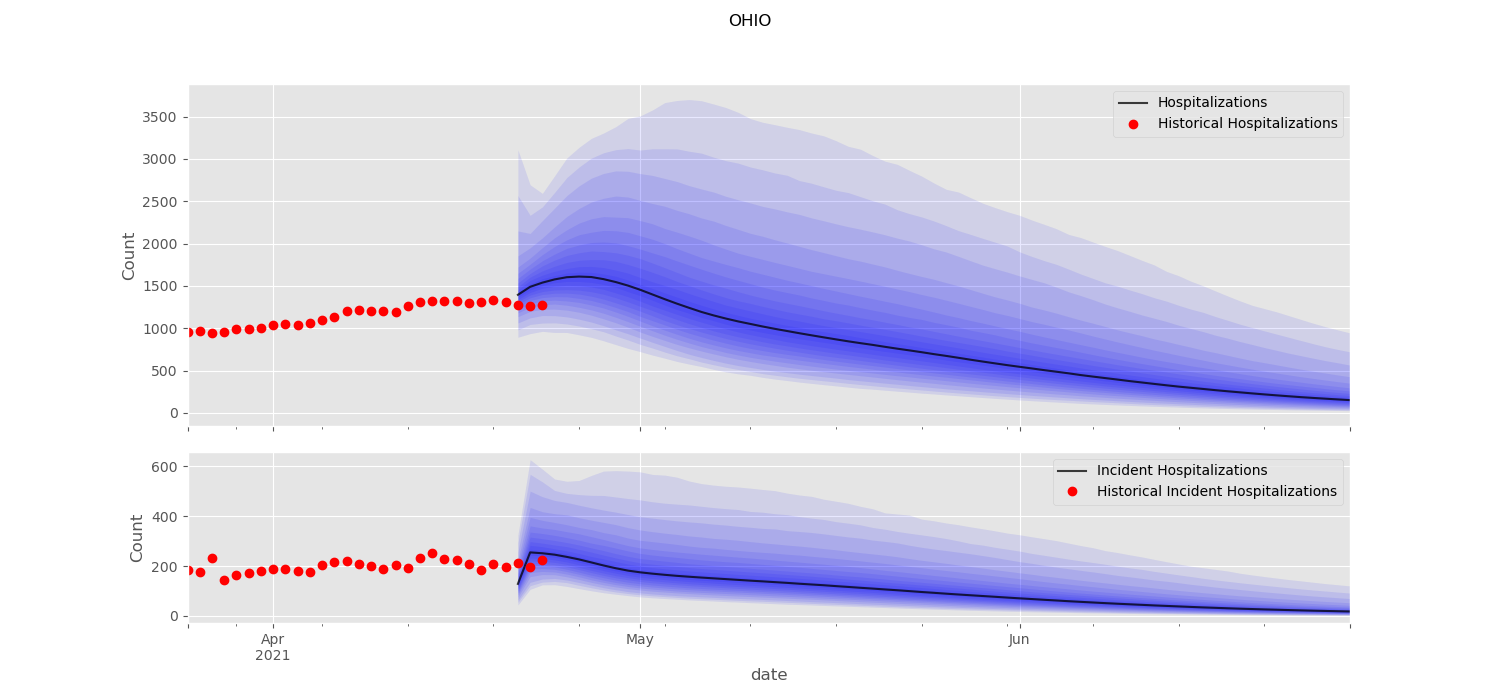 OHIO
Hospitalizations
Historical Hospitalizations
3500
3000
2500
2000
1500
1000
500
0
Count
Incident Hospitalizations
Historical Incident Hospitalizations
600
400
200
0
Count
Apr
2021
May
Jun
date